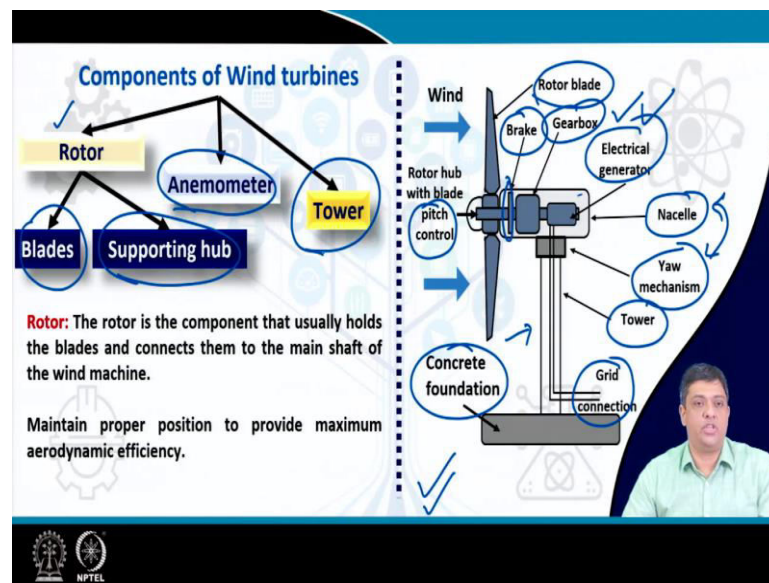 Components of Wind turbines
Rotor
Anemometer
Tower
Blades
Supporting hub
Rotor: The rotor is the component that usually holds
the blades and connects them to the main shaft of
the wind machine.
Maintain proper position to provide maximum
aerodynamic efficiency.
Wind
Rotor blade
Brake
Gearbox
Electrical
generator
Rotor hub
with blade
pitch
control
Nacelle
Yaw
mechanism
Tower
Concrete
foundation
Grid
connection
NPTEL